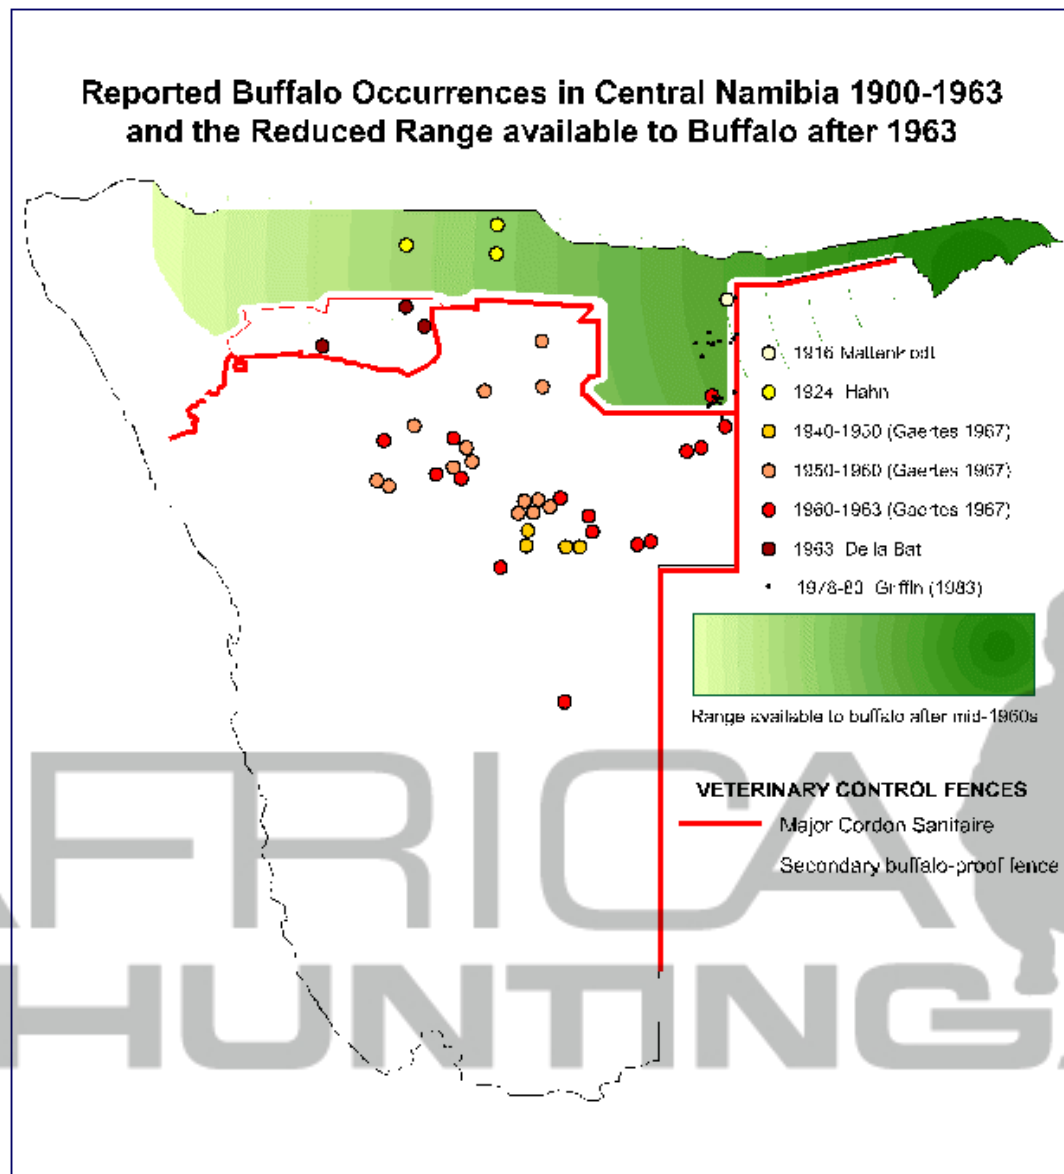 Reported Buffalo Occurrences in Central Namibia 1900-1963
and the Reduced Range available to Buffalo after 1963
1916 Mattenklodt
1924 Hahn
1940-1950 (Gaertes 1967)
1950-1960 (Gaertes 1967)
1960-1963 (Gaertes 1967)
1963 De la Bat
1978-83 Griffin (1983)
Range available to buffalo after mid-1960s
VETERINARY CONTROL FENCES
Major Cordon Sanitaire
Secondary buffalo-proof fence
AFRICA
HUNTING